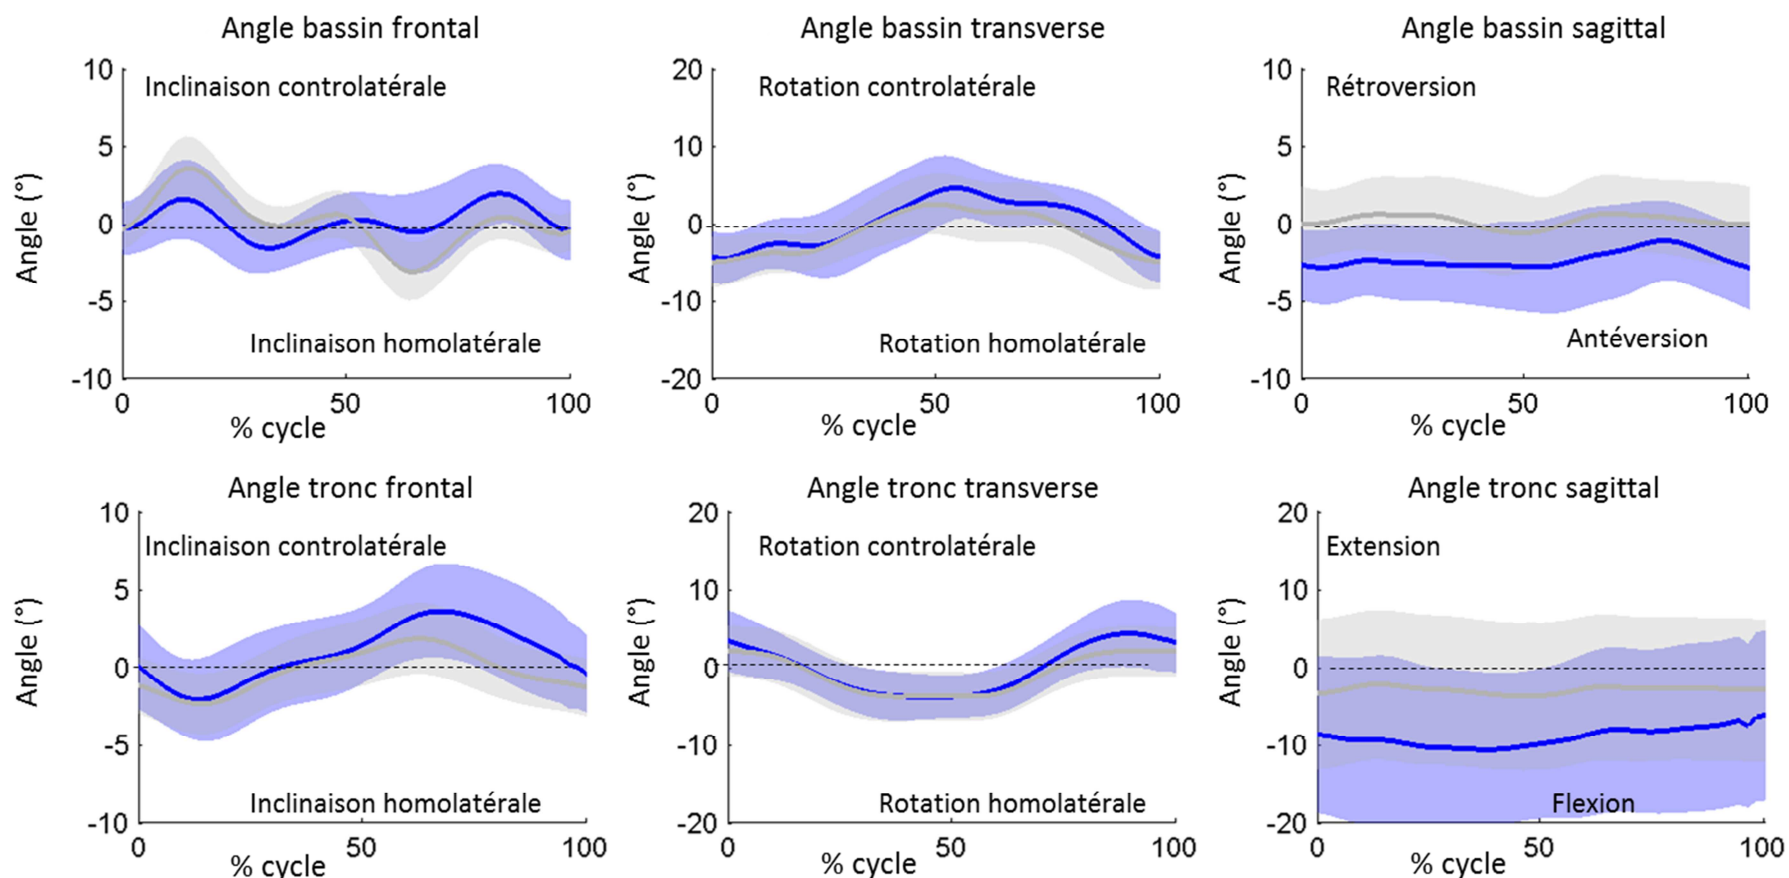 Angle bassin frontal
Angle bassin transverse
Angle bassin sagittal
10
Inclinaison controlatérale
5
0
-5
-10
Angle (°)
Inclinaison homolatérale
0
50
100
% cycle
20
Rotation controlatérale
10
0
-10
-20
Angle (°)
Rotation homolatérale
0
50
100
% cycle
10
Rétroversion
5
0
-5
-10
Angle (°)
Antéversion
0
50
100
% cycle
Angle tronc frontal
Angle tronc transverse
Angle tronc sagittal
10
Inclinaison controlatérale
5
0
-5
-10
Angle (°)
Inclinaison homolatérale
0
50
100
% cycle
20
Rotation controlatérale
10
0
-10
-20
Angle (°)
Rotation homolatérale
0
50
100
% cycle
20
Extension
10
0
-10
-20
Angle (°)
Flexion
0
50
100
% cycle